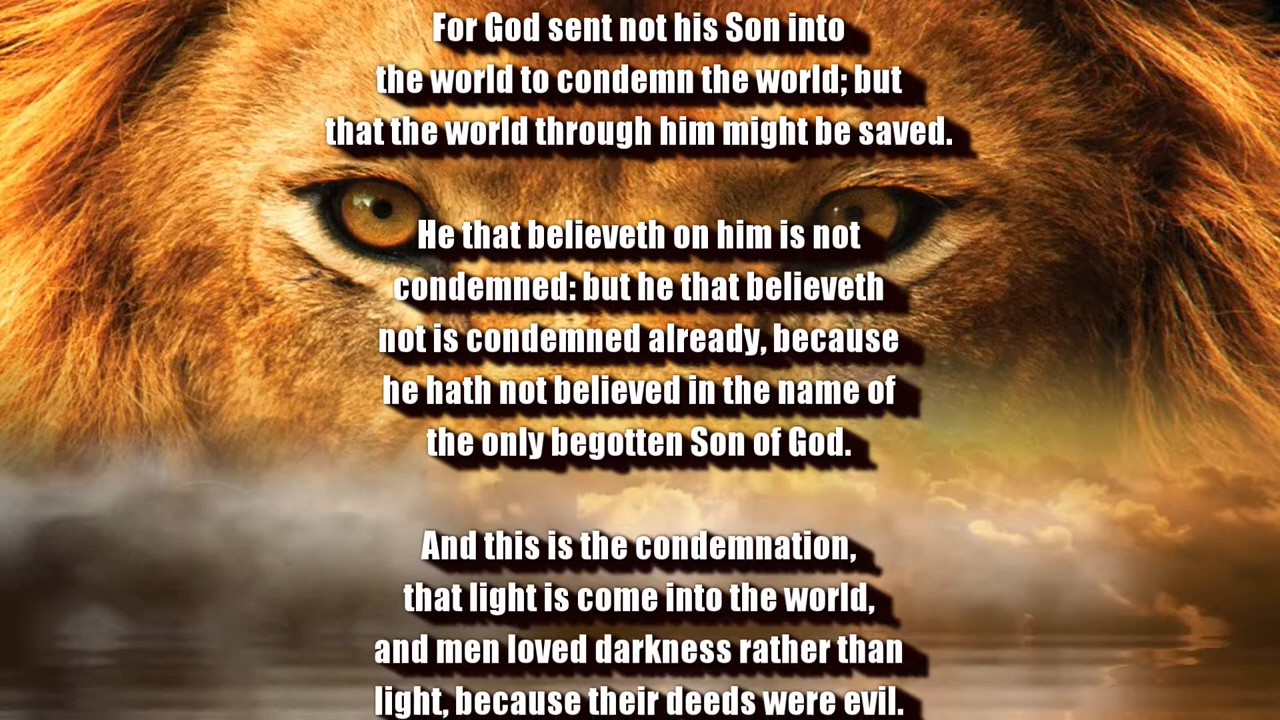 For God sent not his Son into
the world to condemn the world; but
that the world through him might be saved.
He that believeth on him is not
condemned: but he that believeth
not is condemned already, because
he hath not believed in the name of
the only begotten Son of God.
And this is the condemnation,
that light is come into the world,
and men loved darkness rather than
light, because their deeds were evil.